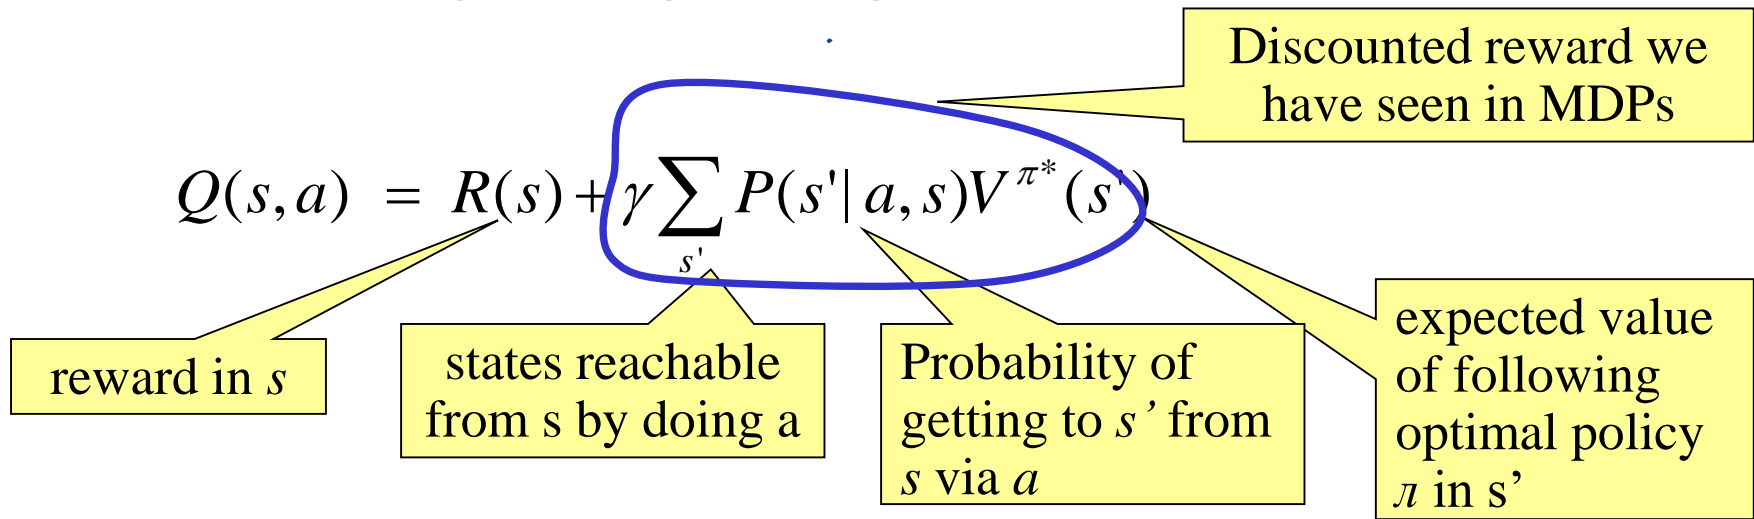 Discounted reward we
have seen in MDPs
Q(s,a) = R(s) + γ∑P(s'|a,s)V^π*(s')
s'
reward in s
states reachable
from s by doing a
Probability of
getting to s’ from
s via a
expected value
of following
optimal policy
л in s’